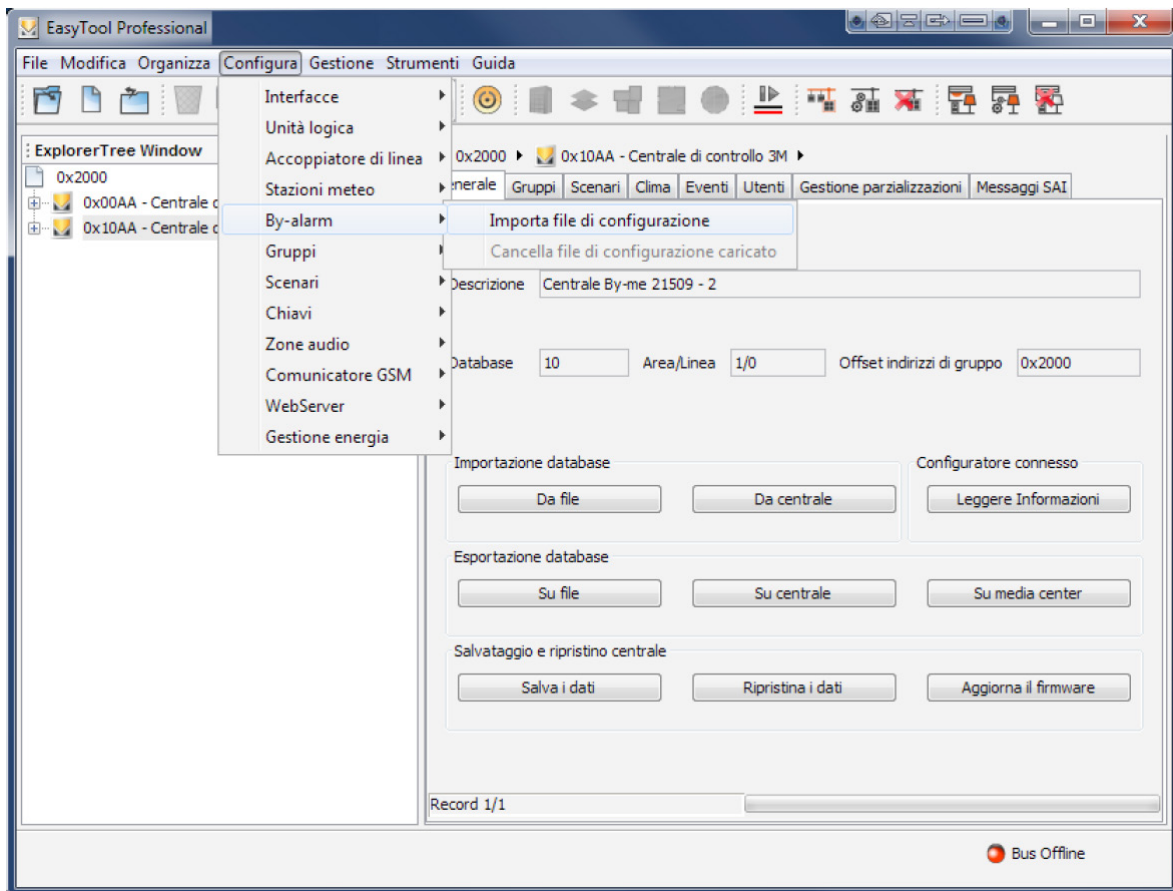 EasyTool Professional
File Modifica Organizza Configura Gestione Strumenti Guida
ExplorerTree Window
0x2000
0x00AA - Centrale
0x10AA - Centrale
Interfacce
Unità logica
Accoppiatore di linea
Stazioni meteo
By-alarm
Gruppi
Scenari
Chiavi
Zone audio
Comunicatore GSM
WebServer
Gestione energia
Importa file di configurazione
Cancella file di configurazione caricato
0x2000 0x10AA - Centrale di controllo 3M
Gruppi Scenari Clima Eventi Utenti Gestione parzializzazioni Messaggi SAI
Descrizione Centrale By-me 21509 - 2
Database 10 Area/Linea 1/0 Offset indirizzi di gruppo 0x2000
Importazione database Configuratore connesso
Da file Da centrale Leggere Informazioni
Esportazione database
Su file Su centrale Su media center
Salvataggio e ripristino centrale
Salva i dati Ripristina i dati Aggiorna il firmware
Record 1/1
Bus Offline